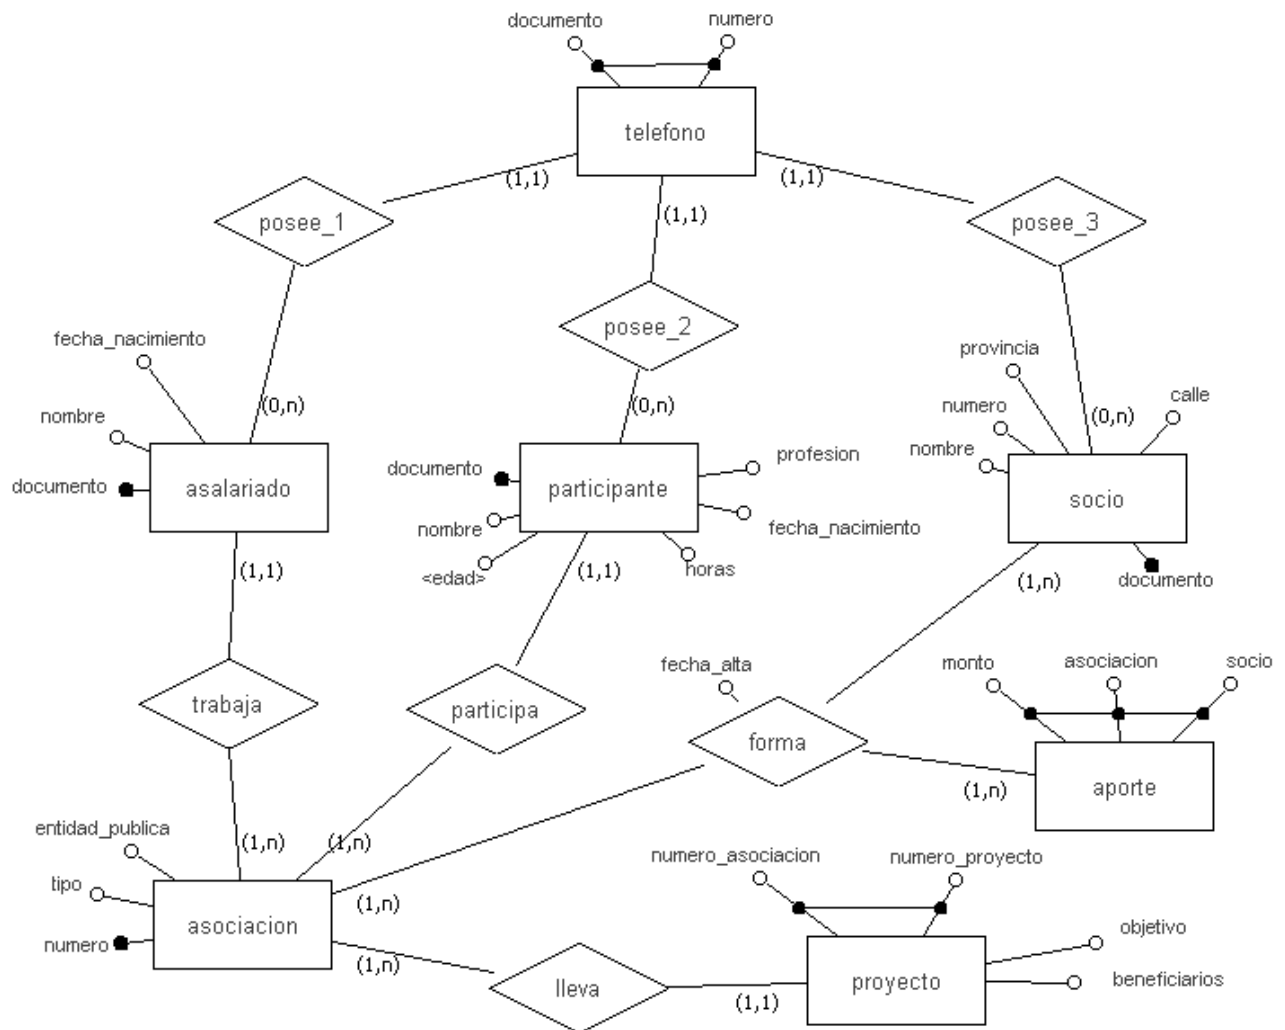 documento
numero
telefono
(1,1)
(1,1)
(1,1)
posee_1
posee_2
posee_3
fecha_nacimiento
nombre
documento
asalariado
(0,n)
(1,1)
documento
nombre
<edad>
participante
profesion
fecha_nacimiento
horas
(0,n)
(1,1)
provincia
numero
nombre
calle
socio
documento
(0,n)
(1,n)
trabaja
participa
fecha_alta
forma
monto
asociacion
socio
aporte
(1,n)
entidad_publica
tipo
numero
asociacion
(1,n)
(1,n)
(1,n)
(1,n)
lleva
(1,1)
numero_asociacion
numero_proyecto
proyecto
objetivo
beneficiarios